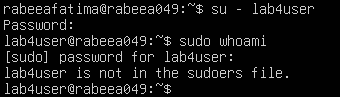 rabeefatima@rabeea049:~$ su - lab4user
Password:
lab4user@rabeea049:~$ sudo whoami
[sudo] password for lab4user:
lab4user is not in the sudoers file.
lab4user@rabeea049:~$